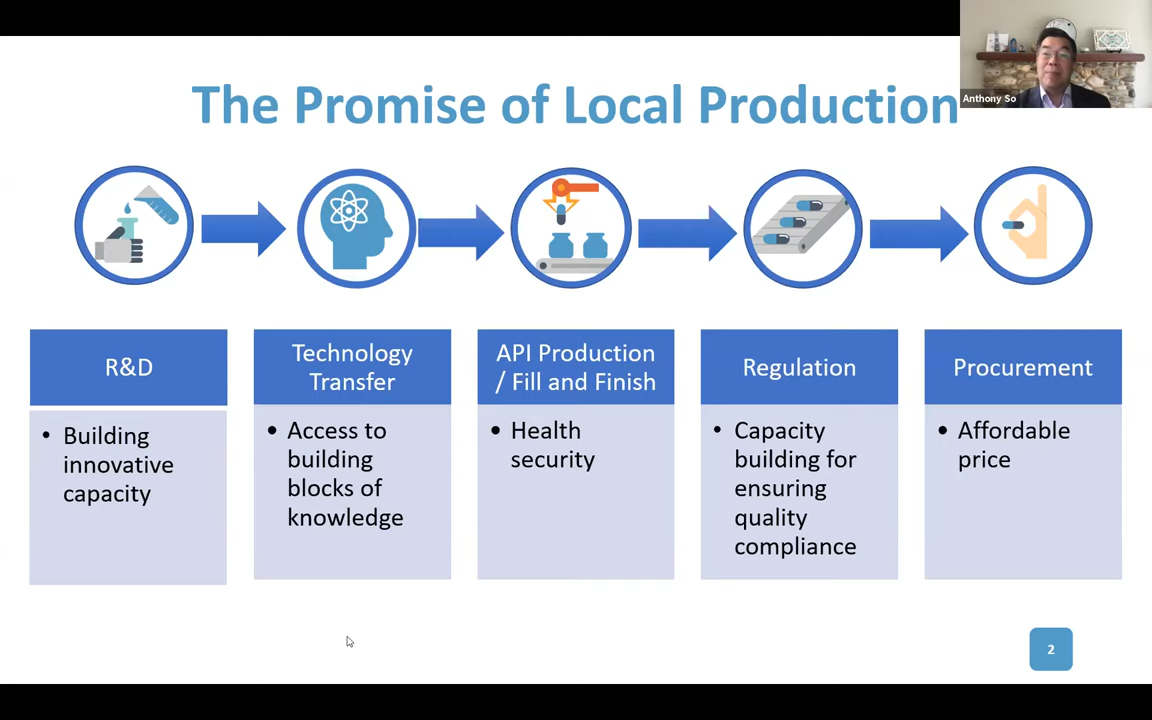 The Promise of Local Production
Anthony So
R&D
• Building
innovative
capacity
Technology
Transfer
• Access to
building
blocks of
knowledge
API Production
/ Fill and Finish
• Health
security
Regulation
• Capacity
building for
ensuring
quality
compliance
Procurement
• Affordable
price
2